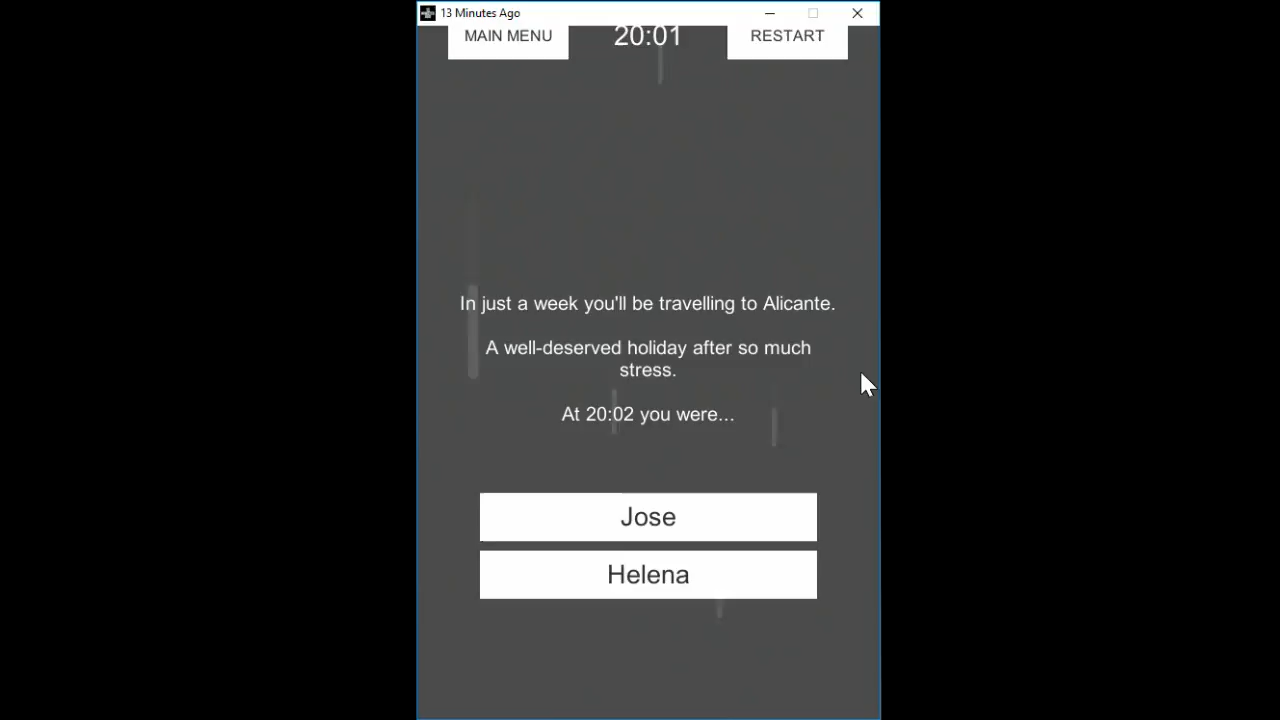 13 Minutes Ago
MAIN MENU
20:01
RESTART
In just a week you'll be travelling to Alicante.
A well-deserved holiday after so much
stress.
At 20:02 you were...
Jose
Helena